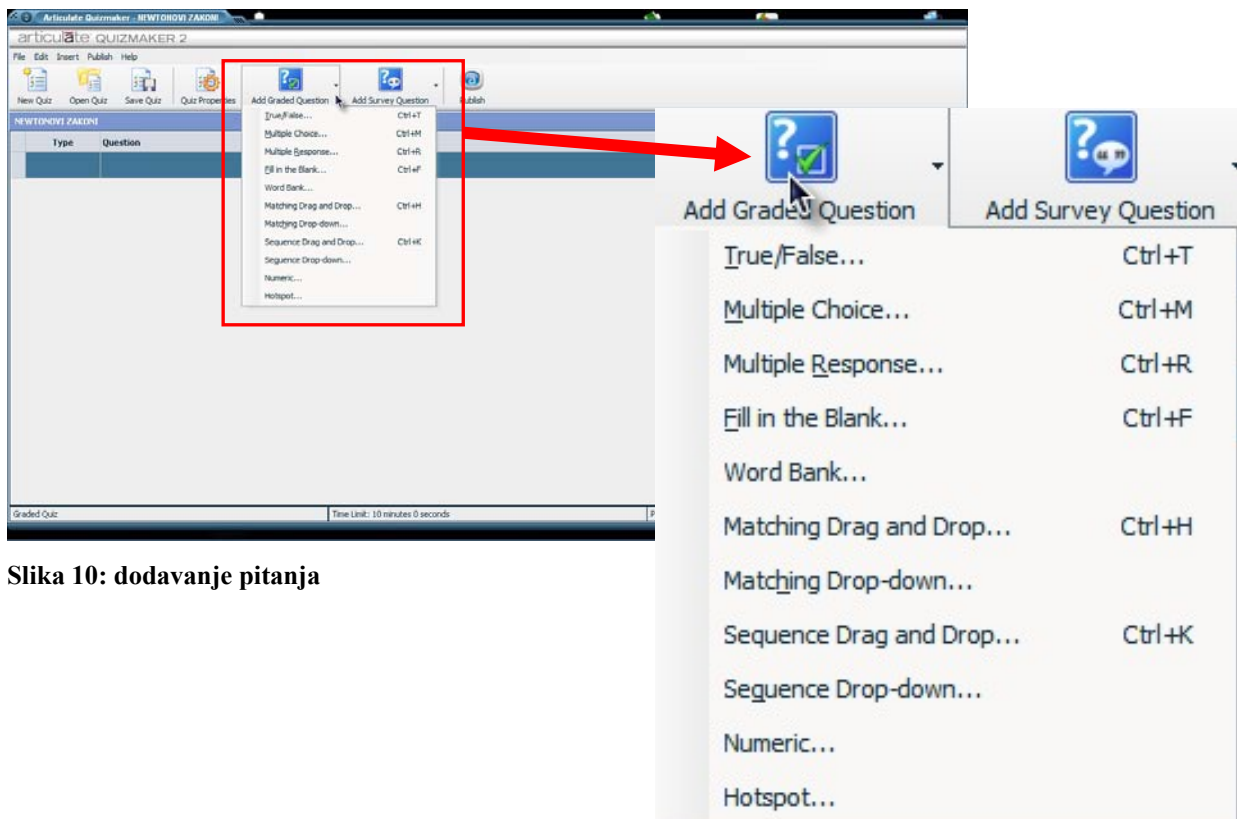 Articulate Quizmaker - NEWTONOVI ZAKONI
articulate QUIZMAKER 2
File Edit Insert Publish Help
New Quiz Open Quiz Save Quiz Quiz Properties Add Graded Question Add Survey Question Publish
NEWTONOVI ZAKONI
Type Question
True/False... Ctrl+T
Multiple Choice... Ctrl+M
Multiple Response... Ctrl+R
Fill in the Blank... Ctrl+F
Word Bank...
Matching Drag and Drop... Ctrl+H
Matching Drop-down...
Sequence Drag and Drop... Ctrl+K
Sequence Drop-down...
Numeric...
Hotspot...
Graded Quiz Time Limit: 10 minutes 0 seconds P
Slika 10: dodavanje pitanja
Add Graded Question Add Survey Question
True/False... Ctrl+T
Multiple Choice... Ctrl+M
Multiple Response... Ctrl+R
Fill in the Blank... Ctrl+F
Word Bank...
Matching Drag and Drop... Ctrl+H
Matching Drop-down...
Sequence Drag and Drop... Ctrl+K
Sequence Drop-down...
Numeric...
Hotspot...